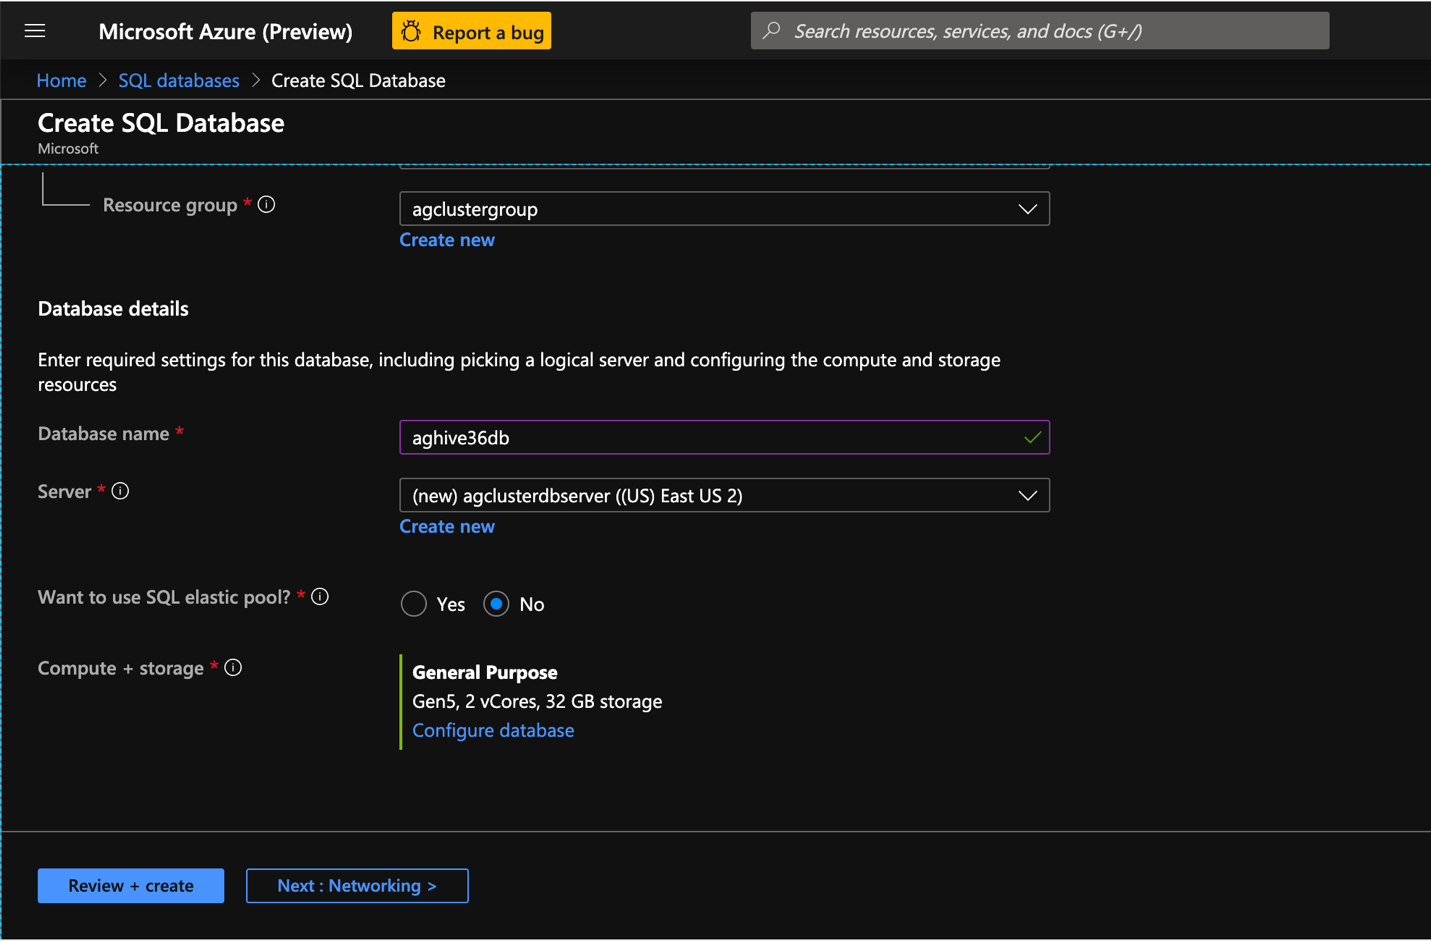 Microsoft Azure (Preview)
Report a bug
Search resources, services, and docs (G+/)
Home > SQL databases > Create SQL Database
Create SQL Database
Microsoft
Resource group *
agclustergroup
Create new
Database details
Enter required settings for this database, including picking a logical server and configuring the compute and storage
resources
Database name *
aghive36db
Server *
(new) agclusterdbserver ((US) East US 2)
Create new
Want to use SQL elastic pool? *
Yes No
Compute + storage *
General Purpose
Gen5, 2 vCores, 32 GB storage
Configure database
Review + create
Next : Networking >